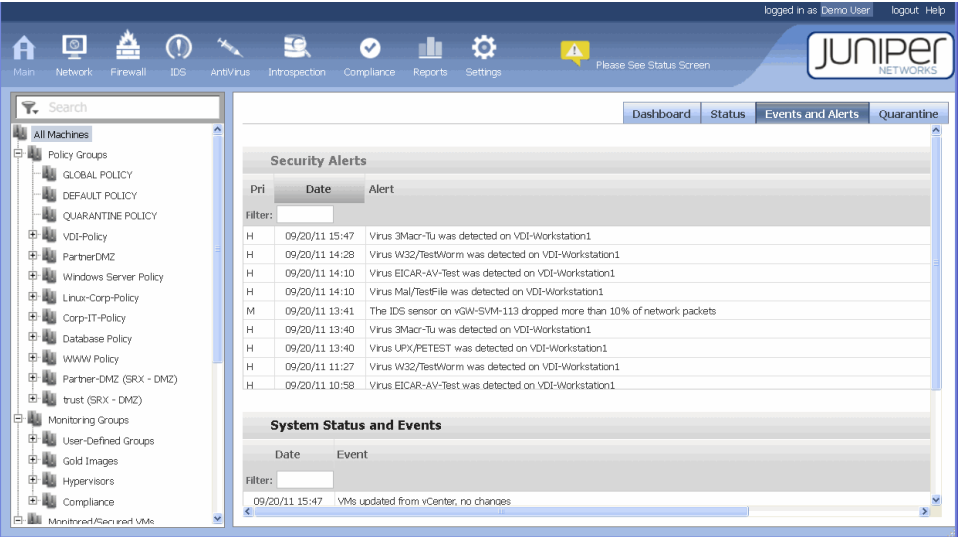 logged in as Demo User logout Help
Main Network Firewall IDS AntiVirus Introspection Compliance Reports Settings
Please See Status Screen
JUNIPER
NETWORKS
Search
All Machines
Policy Groups
GLOBAL POLICY
DEFAULT POLICY
QUARANTINE POLICY
VDI-Policy
PartnerDMZ
Windows Server Policy
Linux-Corp-Policy
Corp-IT-Policy
Database Policy
WWW Policy
Partner-DMZ (SRX - DMZ)
trust (SRX - DMZ)
Monitoring Groups
User-Defined Groups
Gold Images
Hypervisors
Compliance
Monitored/Secured VMs
Dashboard Status Events and Alerts Quarantine
Security Alerts
Pri Date Alert
Filter:
H 09/20/11 15:47 Virus 3Macr-Tu was detected on VDI-Workstation1
H 09/20/11 14:28 Virus W32/TestWorm was detected on VDI-Workstation1
H 09/20/11 14:10 Virus EICAR-AV-Test was detected on VDI-Workstation1
H 09/20/11 14:10 Virus Mal/TestFile was detected on VDI-Workstation1
M 09/20/11 13:41 The IDS sensor on vGW-SVM-113 dropped more than 10% of network packets
H 09/20/11 13:40 Virus 3Macr-Tu was detected on VDI-Workstation1
H 09/20/11 13:40 Virus UPX/PETEST was detected on VDI-Workstation1
H 09/20/11 11:27 Virus W32/TestWorm was detected on VDI-Workstation1
H 09/20/11 10:58 Virus EICAR-AV-Test was detected on VDI-Workstation1
System Status and Events
Date Event
Filter:
09/20/11 15:47 VMs updated from vCenter, no changes